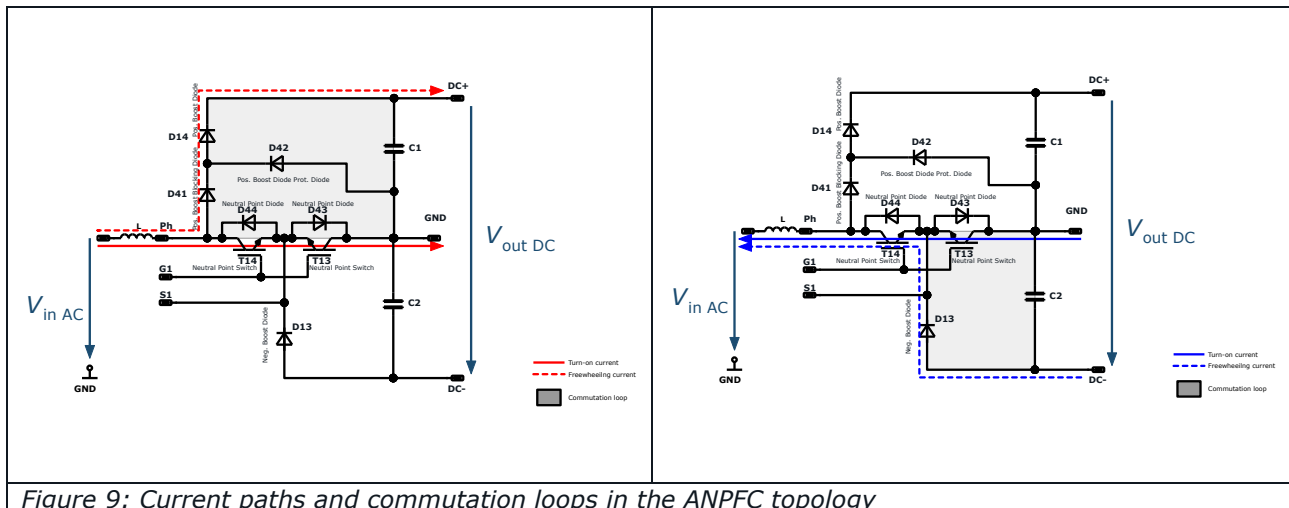 DC+
Pos. Boost Diode
D14
D42
C1
Pos. Boost Diode Prot. Diode
Pos. Boost Blocking Diode
D41
Neutral Point Diode
Neutral Point Diode
D44
D43
GND
L
Ph
T14
T13
Neutral Point Switch
Neutral Point Switch
G1
S1
C2
D13
Neg. Boost Diode
V in AC
V out DC
GND
DC-
Turn-on current
Freewheeling current
Commutation loop
DC+
Pos. Boost Diode
D14
D42
C1
Pos. Boost Diode Prot. Diode
Pos. Boost Blocking Diode
D41
Neutral Point Diode
Neutral Point Diode
D44
D43
GND
L
Ph
T14
T13
Neutral Point Switch
Neutral Point Switch
G1
S1
C2
D13
Neg. Boost Diode
V in AC
V out DC
GND
DC-
Turn-on current
Freewheeling current
Commutation loop
Figure 9: Current paths and commutation loops in the ANPFC topology